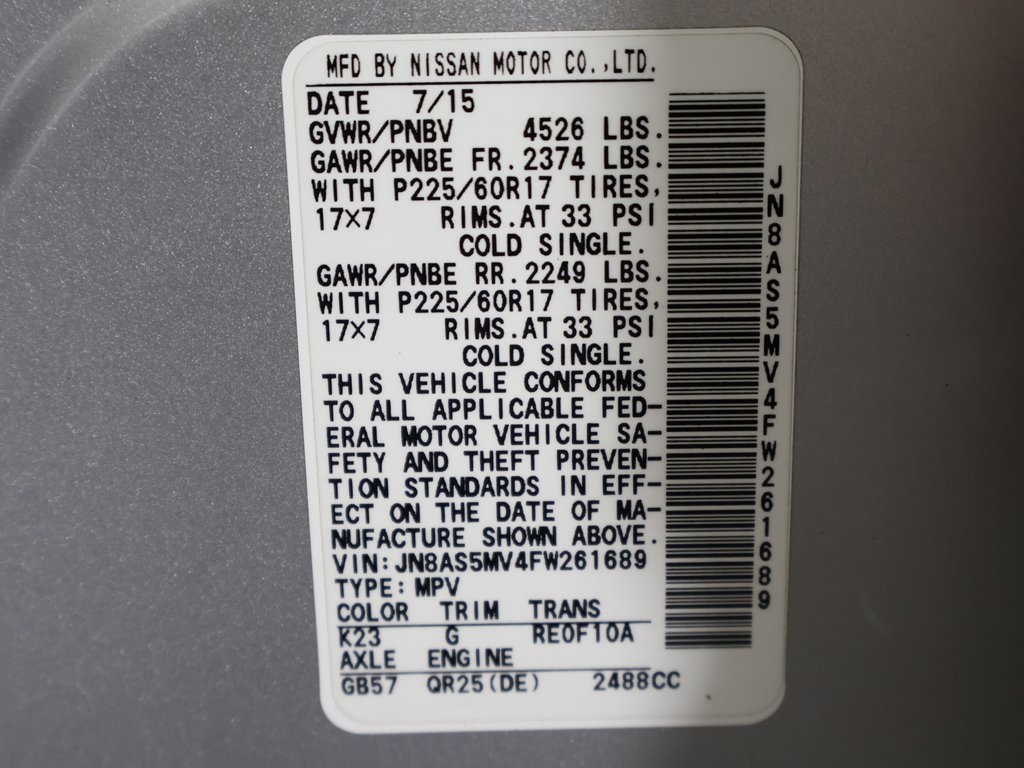 MFD BY NISSAN MOTOR CO.,LTD.
DATE 7/15
GVWR/PNBV 4526 LBS.
GAWR/PNBE FR. 2374 LBS.
WITH P225/60R17 TIRES,
17×7 RIMS. AT 33 PSI
COLD SINGLE.
GAWR/PNBE RR. 2249 LBS.
WITH P225/60R17 TIRES,
17×7 RIMS. AT 33 PSI
COLD SINGLE.
THIS VEHICLE CONFORMS
TO ALL APPLICABLE FED-
ERAL MOTOR VEHICLE SA-
FETY AND THEFT PREVEN-
TION STANDARDS IN EFF-
ECT ON THE DATE OF MA-
NUFACTURE SHOWN ABOVE.
VIN: JN8AS5MV4FW261689
TYPE: MPV
COLOR TRIM TRANS
K23 G RE0F10A
AXLE ENGINE
GB57 QR25(DE) 2488CC
JN8AS5MV4FW261689